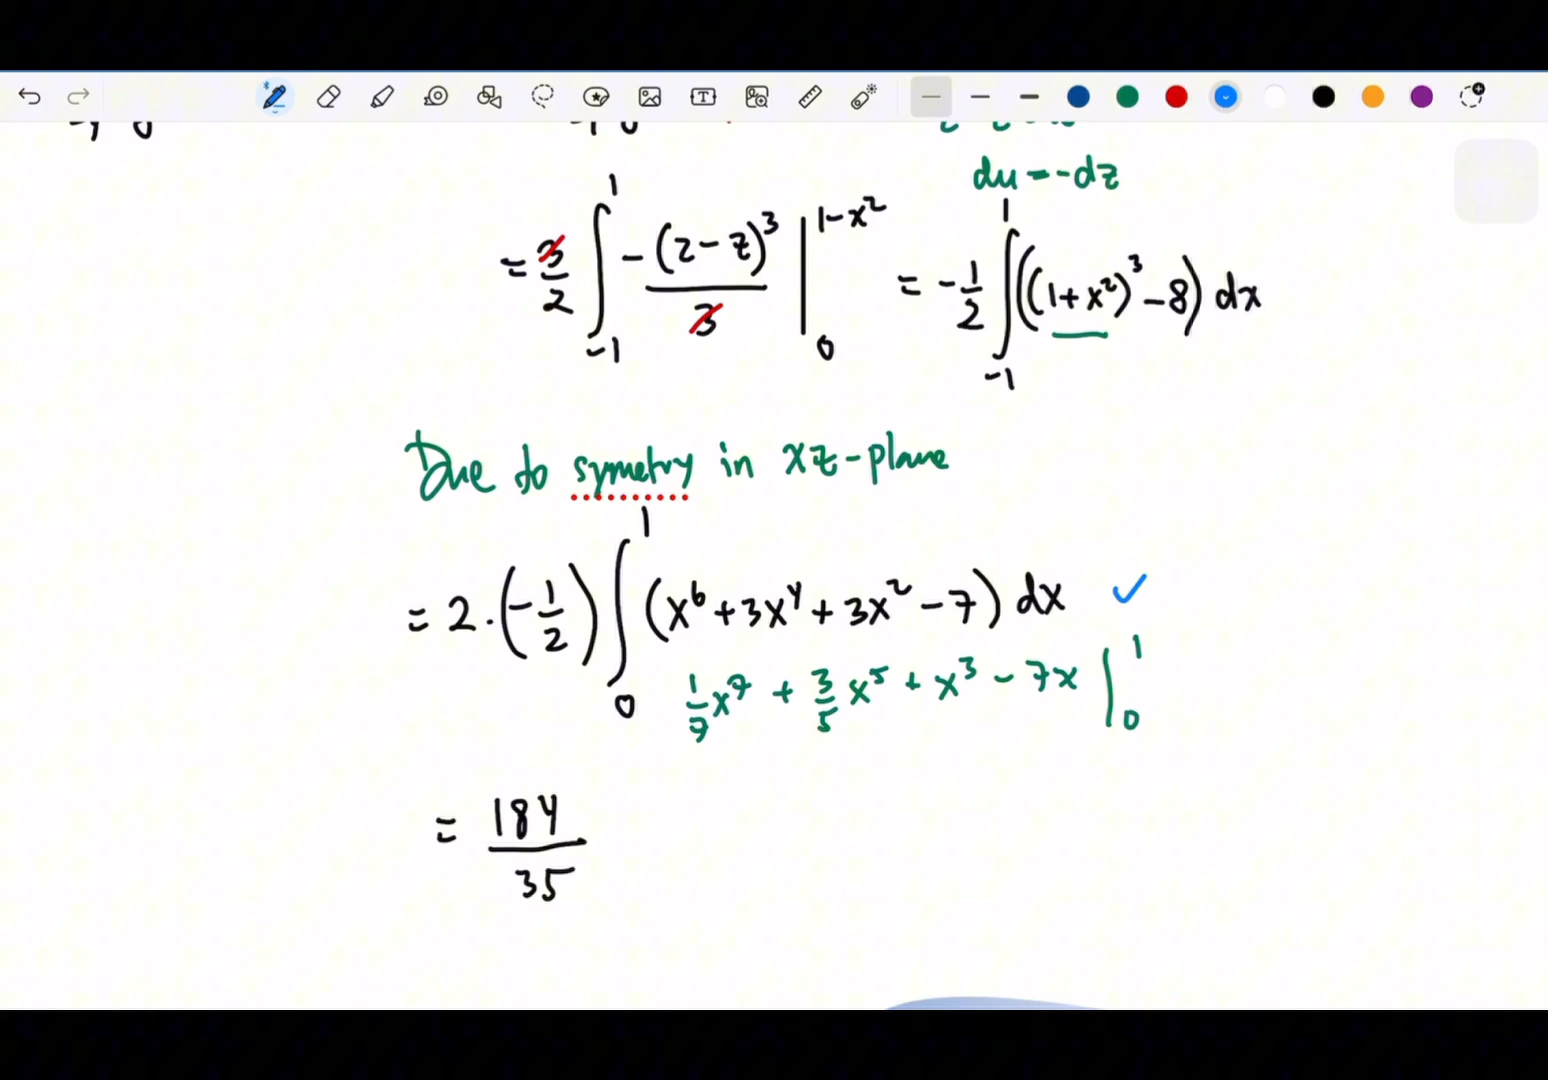 du = -dz
= 3/2 ∫_{-1}^{1} -(2-z)^3/3 |_0^{1-x^2} = -1/2 ∫_{-1}^{1} ((1+x^2)^3 - 8) dx
Due to symetry in xz-plane
= 2·(-1/2) ∫_0^1 (x^6 + 3x^4 + 3x^2 - 7) dx ✓
1/7 x^7 + 3/5 x^5 + x^3 - 7x |_0^1
= 184/35